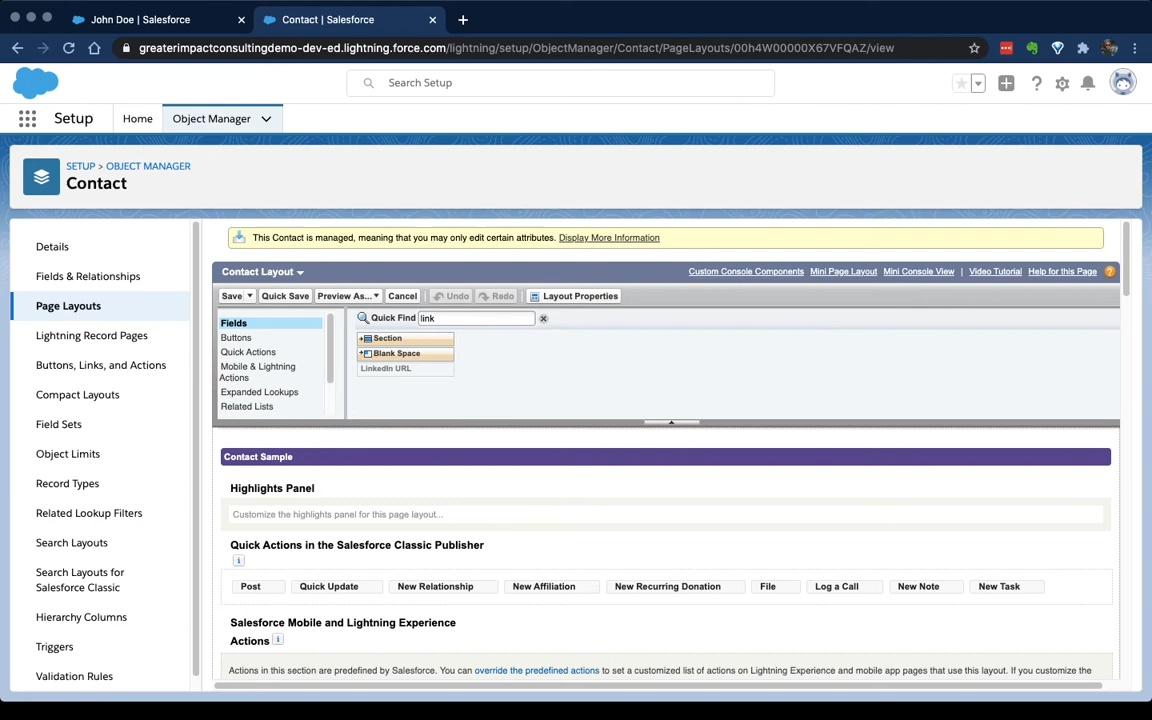 John Doe | Salesforce
Contact | Salesforce
greaterimpactconsultingdemo-dev-ed.lightning.force.com/lightning/setup/ObjectManager/Contact/PageLayouts/00h4W00000X67VFQAZ/view
Search Setup
Setup
Home
Object Manager
SETUP > OBJECT MANAGER
Contact
Details
Fields & Relationships
Page Layouts
Lightning Record Pages
Buttons, Links, and Actions
Compact Layouts
Field Sets
Object Limits
Record Types
Related Lookup Filters
Search Layouts
Search Layouts for
Salesforce Classic
Hierarchy Columns
Triggers
Validation Rules
This Contact is managed, meaning that you may only edit certain attributes. Display More Information
Contact Layout
Custom Console Components
Mini Page Layout
Mini Console View | Video Tutorial
Help for this Page
Save
Quick Save
Preview As...
Cancel
Undo
Redo
Layout Properties
Fields
Buttons
Quick Actions
Mobile & Lightning
Actions
Expanded Lookups
Related Lists
Quick Find link
Section
Blank Space
LinkedIn URL
Contact Sample
Highlights Panel
Customize the highlights panel for this page layout...
Quick Actions in the Salesforce Classic Publisher
Post
Quick Update
New Relationship
New Affiliation
New Recurring Donation
File
Log a Call
New Note
New Task
Salesforce Mobile and Lightning Experience
Actions
Actions in this section are predefined by Salesforce. You can override the predefined actions to set a customized list of actions on Lightning Experience and mobile app pages that use this layout. If you customize the